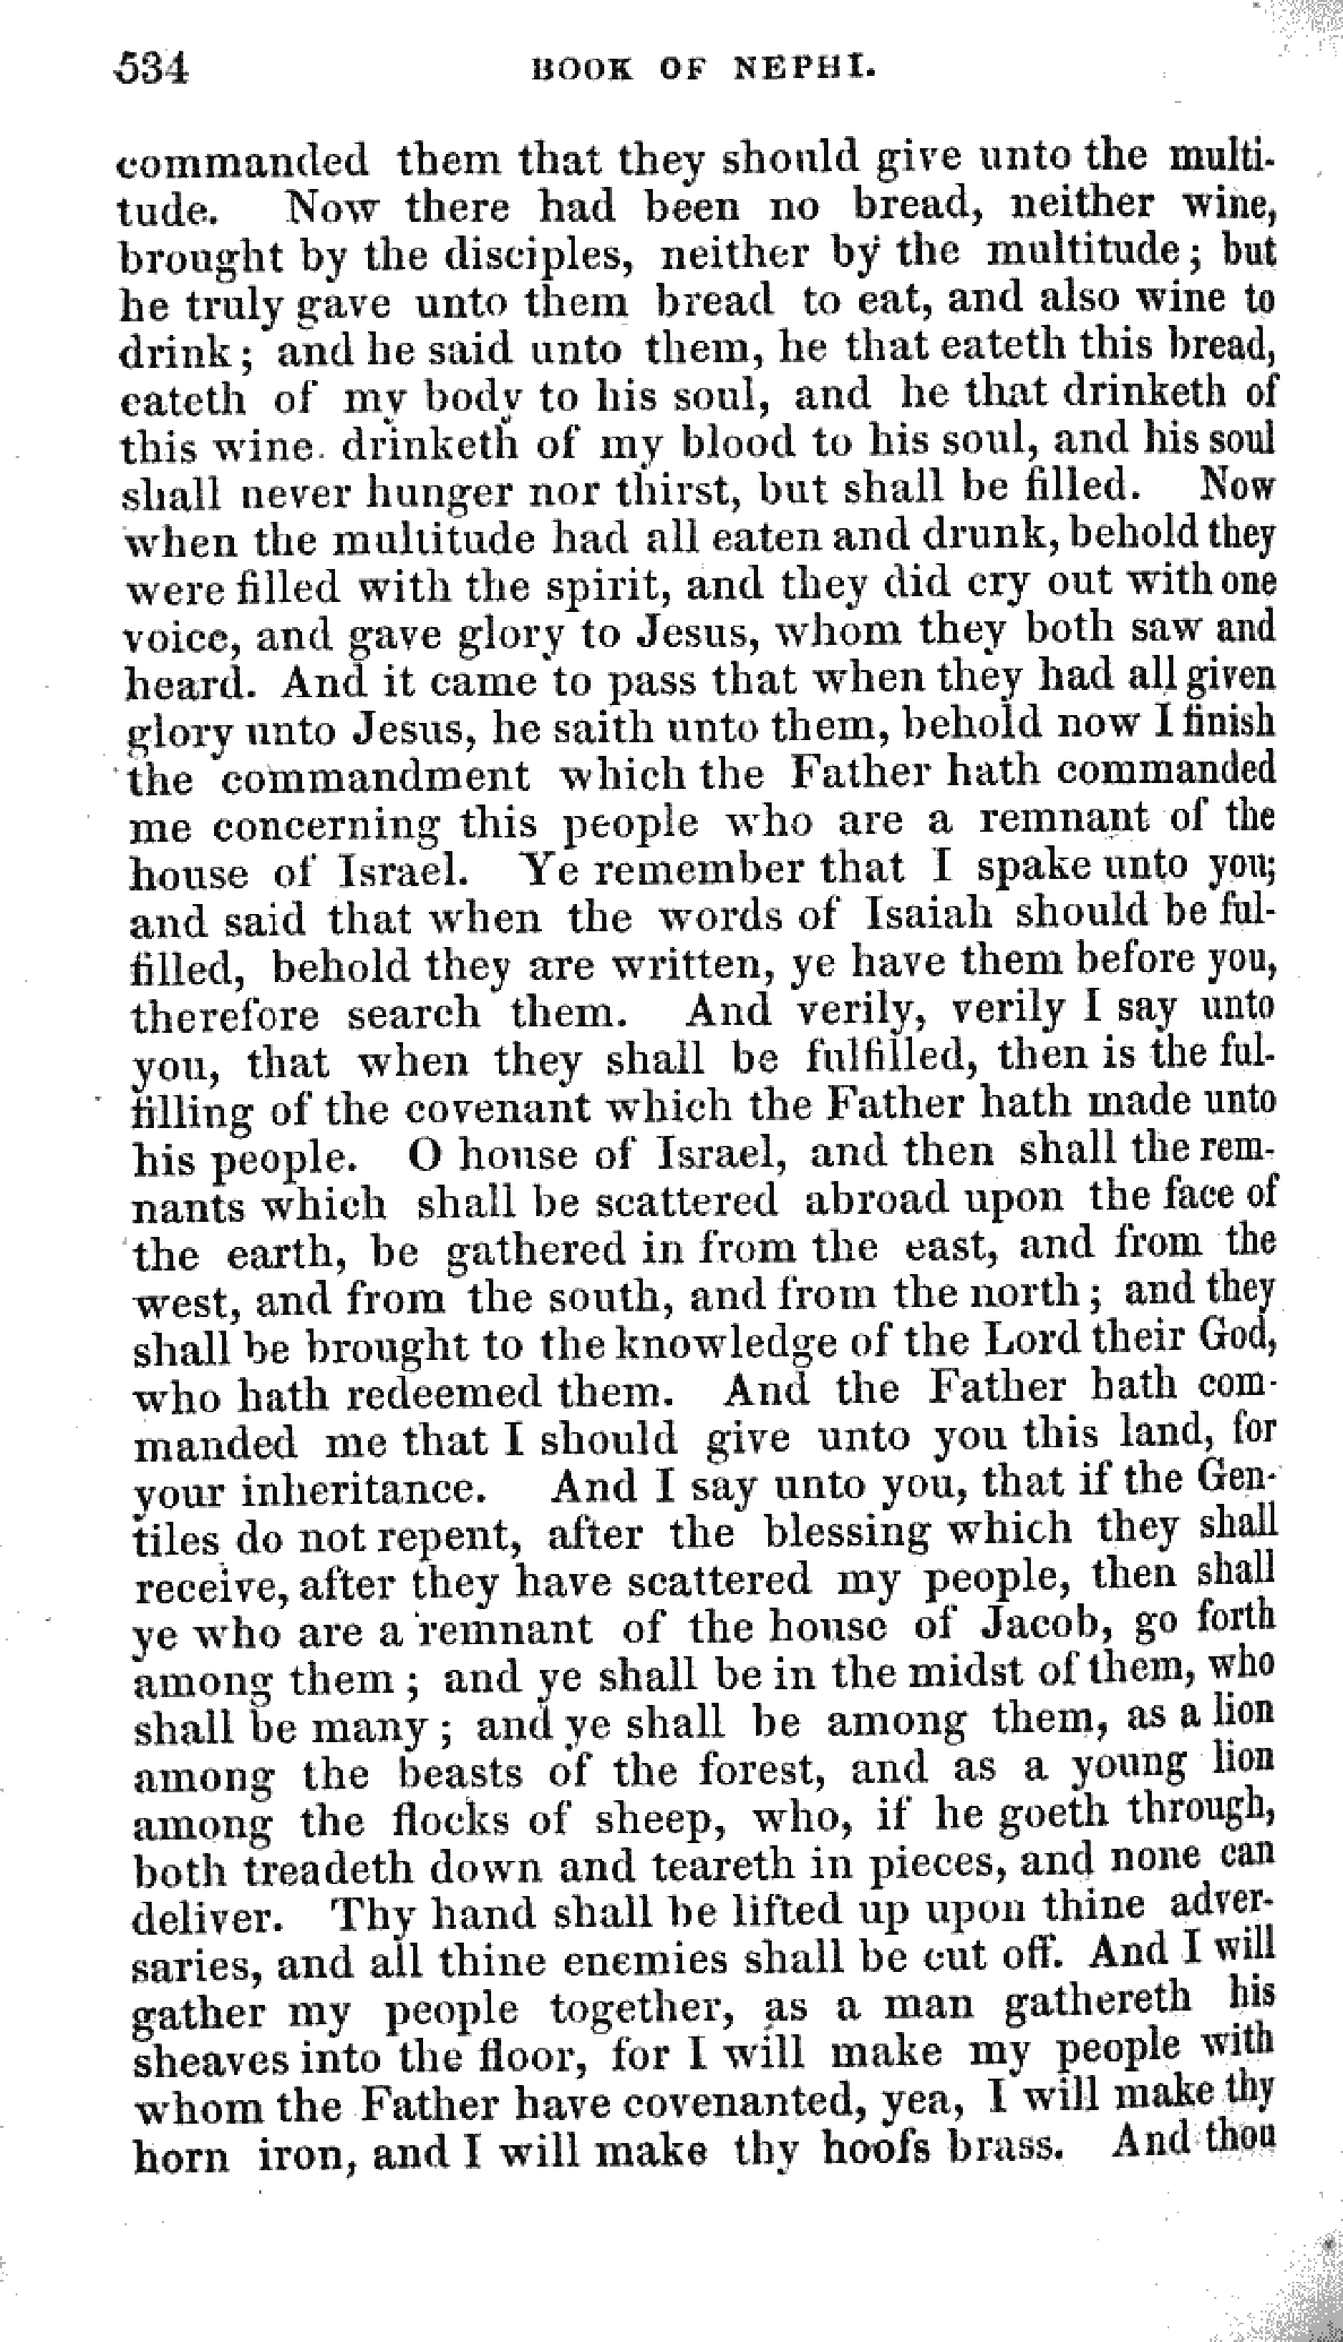 534 BOOK OF NEPHI.
commanded them that they should give unto the multi-
tude. Now there had been no bread, neither wine,
brought by the disciples, neither by the multitude; but
he truly gave unto them bread to eat, and also wine to
drink; and he said unto them, he that eateth this bread,
eateth of my body to his soul, and he that drinketh of
this wine. drinketh of my blood to his soul, and his soul
shall never hunger nor thirst, but shall be filled. Now
when the multitude had all eaten and drunk, behold they
were filled with the spirit, and they did cry out with one
voice, and gave glory to Jesus, whom they both saw and
heard. And it came to pass that when they had all given
glory unto Jesus, he saith unto them, behold now I finish
the commandment which the Father hath commanded
me concerning this people who are a remnant of the
house of Israel. Ye remember that I spake unto you;
and said that when the words of Isaiah should be ful-
filled, behold they are written, ye have them before you,
therefore search them. And verily, verily I say unto
you, that when they shall be fulfilled, then is the ful-
filling of the covenant which the Father hath made unto
his people. O house of Israel, and then shall the rem-
nants which shall be scattered abroad upon the face of
the earth, be gathered in from the east, and from the
west, and from the south, and from the north; and they
shall be brought to the knowledge of the Lord their God,
who hath redeemed them. And the Father hath com-
manded me that I should give unto you this land, for
your inheritance. And I say unto you, that if the Gen-
tiles do not repent, after the blessing which they shall
receive, after they have scattered my people, then shall
ye who are a remnant of the house of Jacob, go forth
among them; and ye shall be in the midst of them, who
shall be many; and ye shall be among them, as a lion
among the beasts of the forest, and as a young lion
among the flocks of sheep, who, if he goeth through,
both treadeth down and teareth in pieces, and none can
deliver. Thy hand shall be lifted up upon thine adver-
saries, and all thine enemies shall be cut off. And I will
gather my people together, as a man gathereth his
sheaves into the floor, for I will make my people with
whom the Father have covenanted, yea, I will make thy
horn iron, and I will make thy hoofs brass. And thou